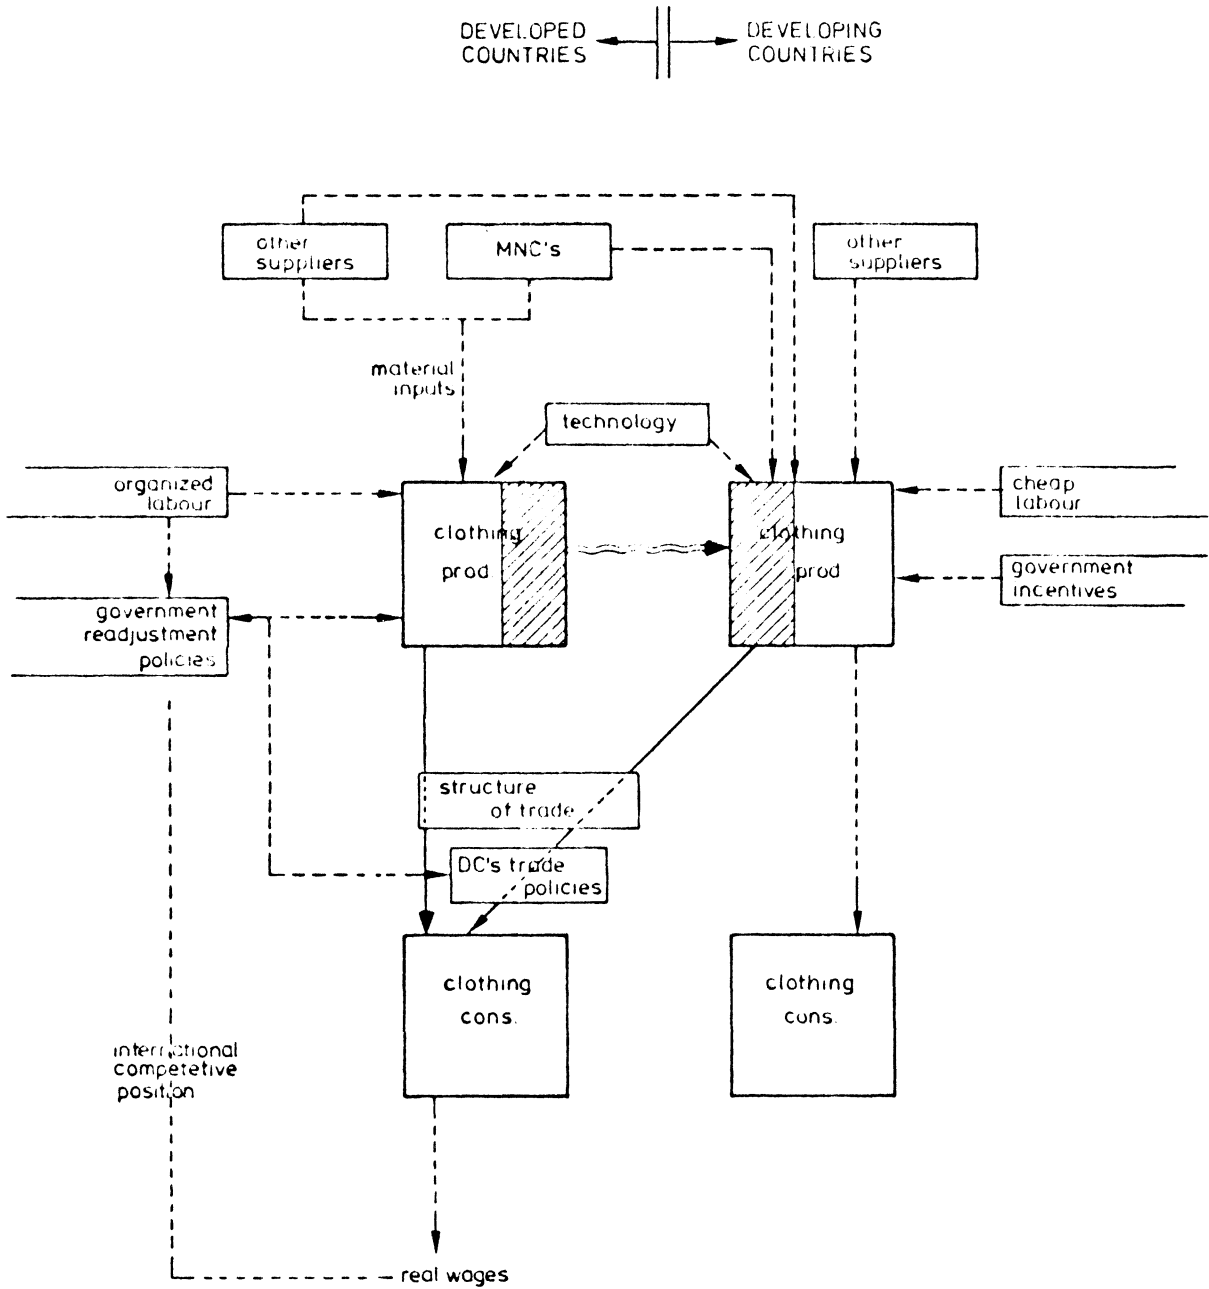 DEVELOPED
COUNTRIES
DEVELOPING
COUNTRIES
other
suppliers
MNC's
other
suppliers
material
inputs
technology
organized
labour
clothing
prod
clothing
prod
cheap
labour
government
incentives
government
readjustment
policies
structure
of trade
DC's trade
policies
clothing
cons.
clothing
cons.
international
competetive
position
real wages